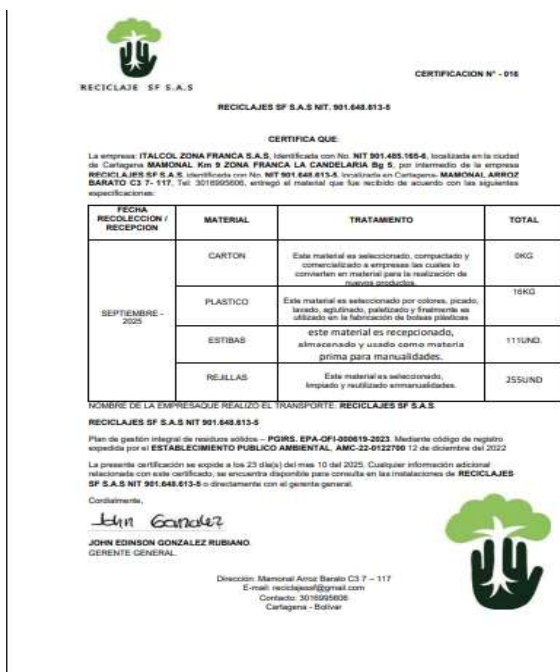 RECICLAJE SF S.A.S
CERTIFICACION N° - 016
RECICLAJES SF S.A.S NIT. 901.648.613-5
CERTIFICA QUE:
La empresa: ITALCOL ZONA FRANCA S.A.S, Identificada con No. NIT 901.485.165-6, localizada en la ciudad
de Cartagena MAMONAL Km 9 ZONA FRANCA LA CANDELARIA Bg 5, por intermedio de la empresa
RECICLAJES SF S.A.S, identificada con No. NIT 901.648.613-5, localizada en Cartagena- MAMONAL ARROZ
BARATO C3 7- 117, Tel: 3016995606, entregó el material que fue recibido de acuerdo con las siguientes
especificaciones:
FECHA RECOLECCION / RECEPCION MATERIAL TRATAMIENTO TOTAL
SEPTIEMBRE - 2025
CARTON
Este material es seleccionado, compactado y
comercializado a empresas las cuales lo
convierten en material para la realización de
nuevos productos.
0KG
PLASTICO
Este material es seleccionado por colores, picado,
lavado, aglutinado, paletizado y finalmente es
utilizado en la fabricación de bolsas plásticas
16KG
ESTIBAS
este material es recepcionado,
almacenado y usado como materia
prima para manualidades.
111UND.
REJILLAS
Este material es seleccionado,
limpiado y reutilizado enmanualidades.
255UND
NOMBRE DE LA EMPRESAQUE REALIZO EL TRANSPORTE: RECICLAJES SF S.A.S
RECICLAJES SF S.A.S NIT 901.648.613-5
Plan de gestión integral de residuos sólidos – PGIRS. EPA-OFI-000619-2023. Mediante código de registro
expedida por el ESTABLECIMIENTO PUBLICO AMBIENTAL, AMC-22-0122700 12 de diciembre del 2022
La presente certificación se expide a los 23 día(s) del mes 10 del 2025. Cualquier información adicional
relacionada con este certificado, se encuentra disponible para consulta en las instalaciones de RECICLAJES
SF S.A.S NIT 901.648.613-5 o directamente con el gerente general.
Cordialmente,
John Gonzalez
JOHN EDINSON GONZALEZ RUBIANO
GERENTE GENERAL.
Dirección: Mamonal Arroz Barato C3 7 – 117
E-mail: reciclajessf@gmail.com
Contacto: 3016995606
Cartagena - Bolívar